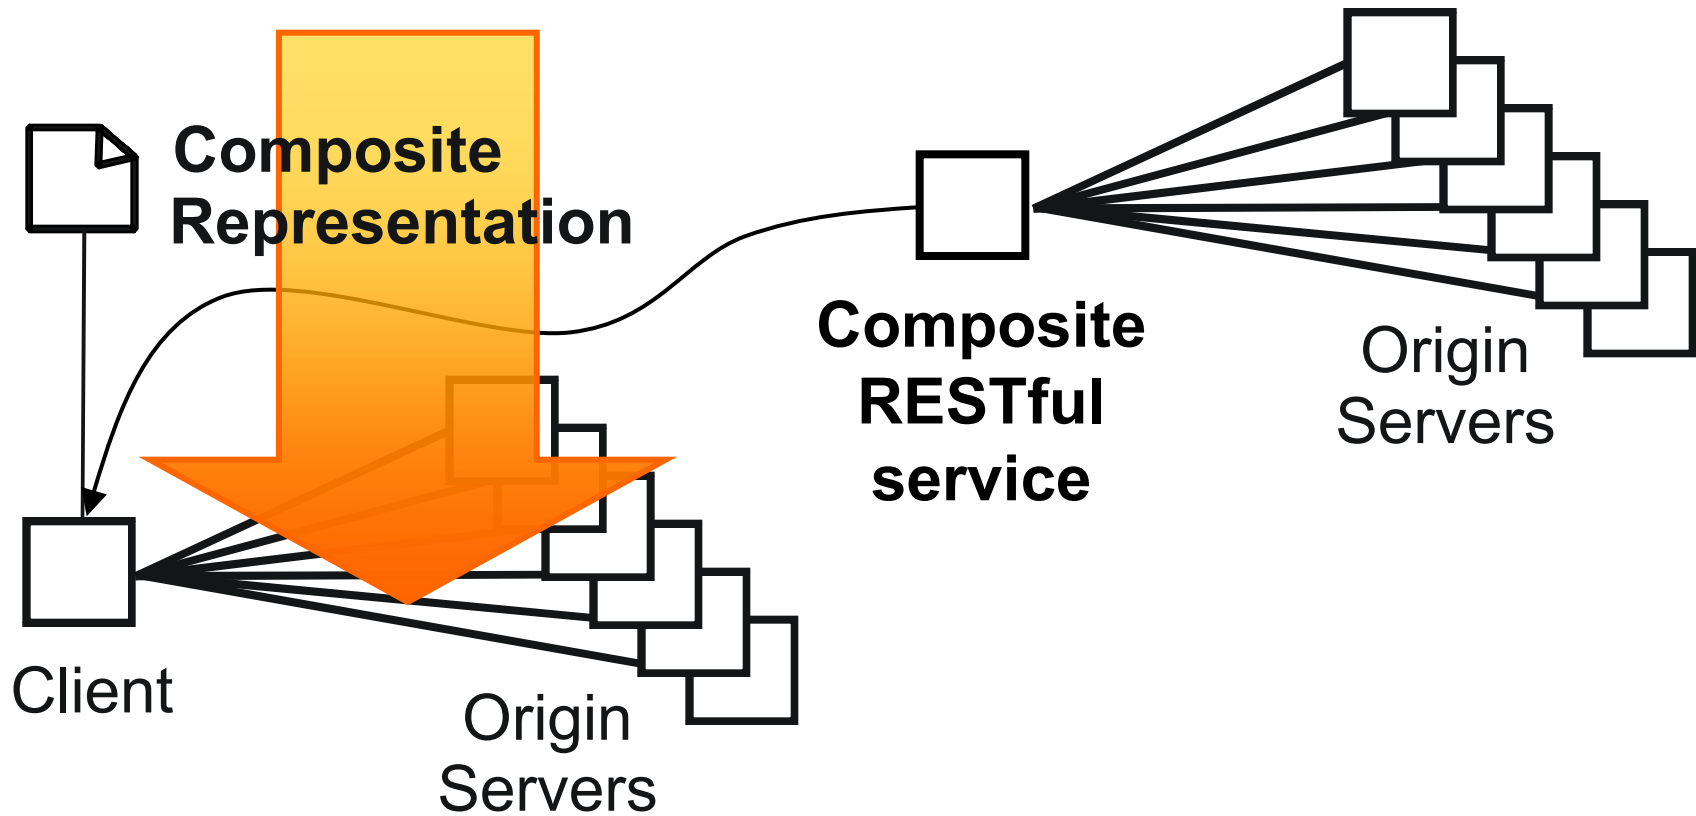 Composite
Representation
Composite
RESTful
service
Origin
Servers
Client
Origin
Servers